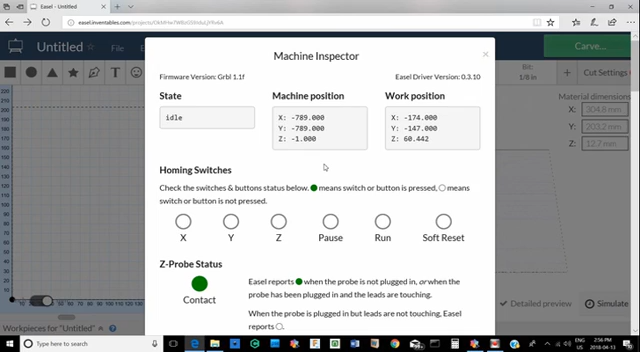 Easel - Untitled
easel.inventables.com/projects/
Untitled
File
Carve...
Bit:
1/8 in
Cut Settings
Machine Inspector
Firmware Version: Grbl 1.1f
Easel Driver Version: 0.3.10
State
Machine position
Work position
idle
X: -789.000
Y: -789.000
Z: -1.000
X: -174.000
Y: -147.000
Z: 60.442
Material dimensions
X: 304.8 mm
Y: 203.2 mm
Z: 12.7 mm
Homing Switches
Check the switches & buttons status below. means switch or button is pressed, means
switch or button is not pressed.
X
Y
Z
Pause
Run
Soft Reset
Z-Probe Status
Contact
Easel reports when the probe is not plugged in, or when the
probe has been plugged in and the leads are touching.
When the probe is plugged in but leads are not touching, Easel
reports .
Detailed preview
Simulate
Workpieces for "Untitled"
Type here to search
ENG
US
2:56 PM
2018-04-13